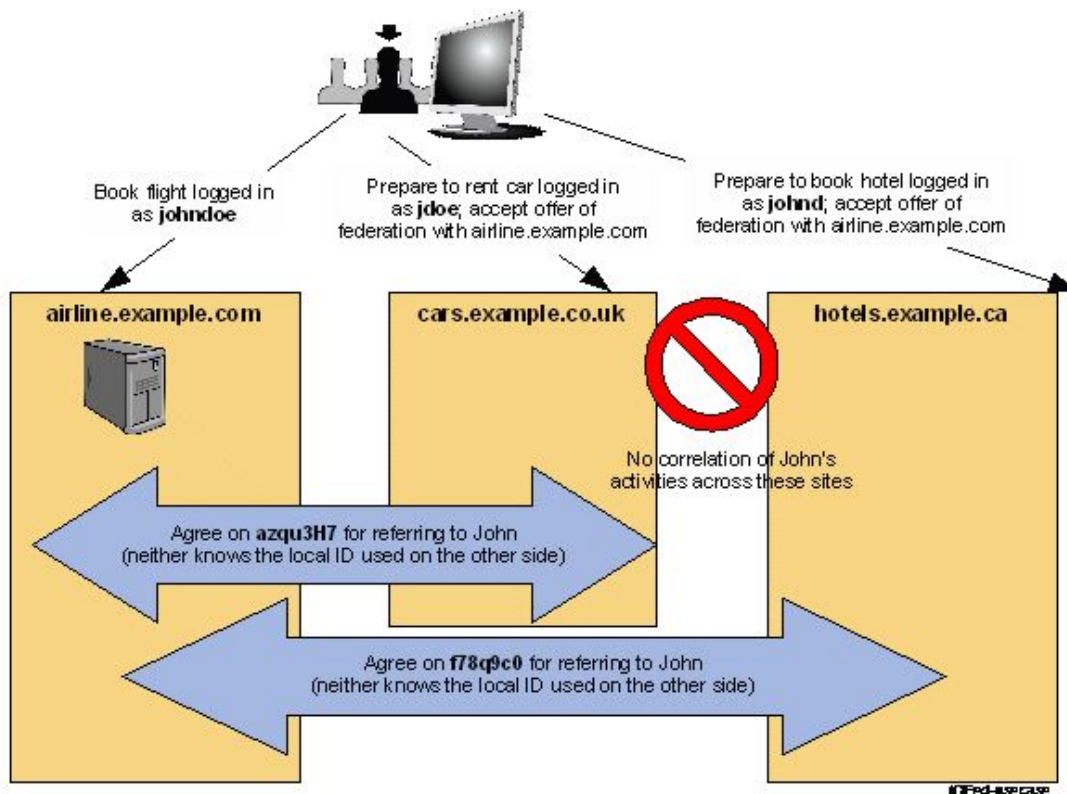 Book flight logged in
as johndoe
Prepare to rent car logged in
as jdoe; accept offer of
federation with airline.example.com
Prepare to book hotel logged in
as johnd; accept offer of
federation with airline.example.com
airline.example.com
cars.example.co.uk
hotels.example.ca
No correlation of John's
activities across these sites
Agree on azqu3H7 for referring to John
(neither knows the local ID used on the other side)
Agree on f78q9c0 for referring to John
(neither knows the local ID used on the other side)